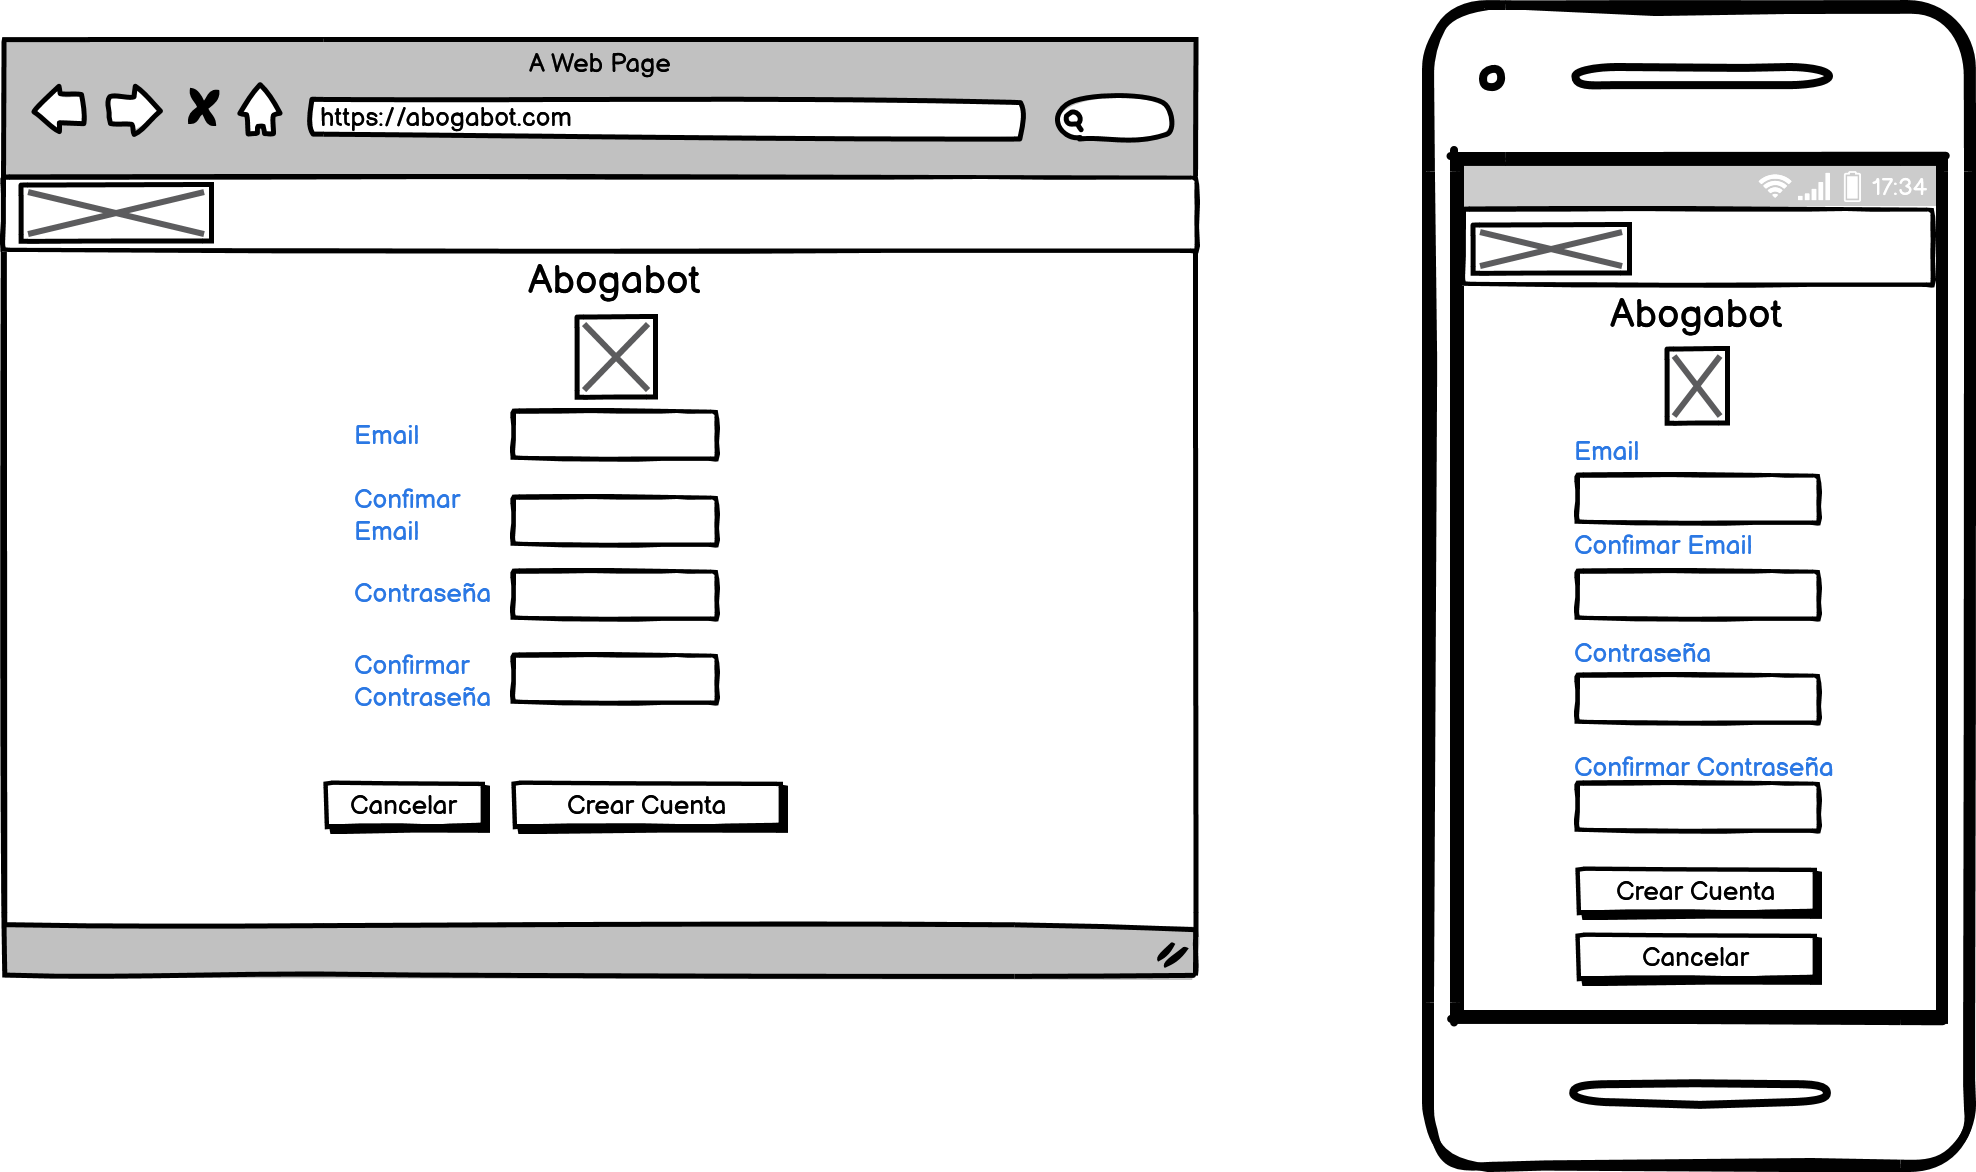 A Web Page
https://abogabot.com
Abogabot
Email
Confimar
Email
Contraseña
Confirmar
Contraseña
Cancelar
Crear Cuenta
17:34
Abogabot
Email
Confimar Email
Contraseña
Confirmar Contraseña
Crear Cuenta
Cancelar